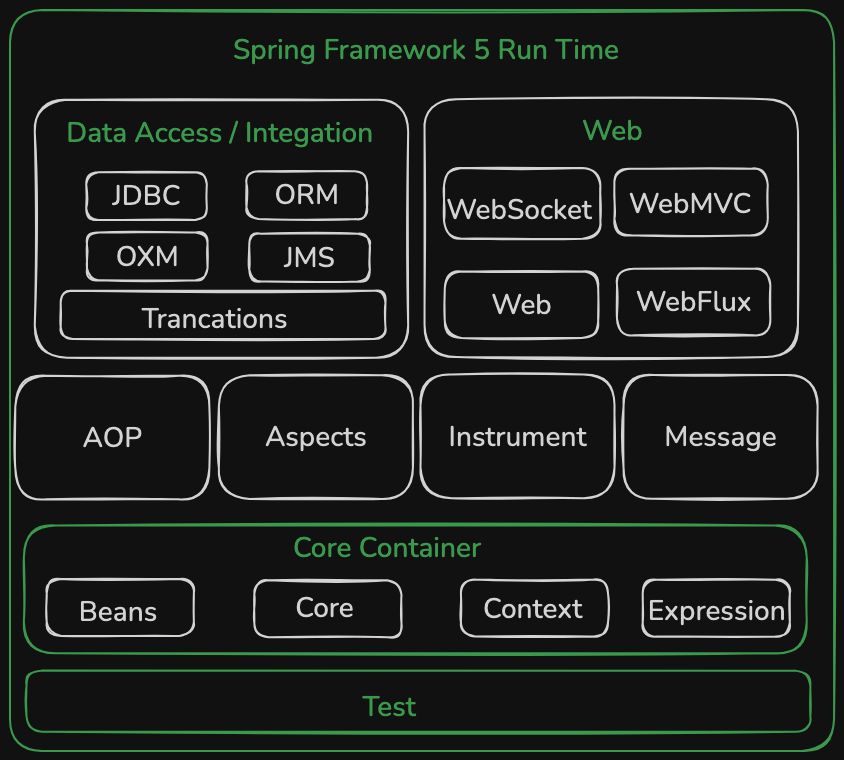 Spring Framework 5 Run Time
Data Access / Integation
JDBC
ORM
OXM
JMS
Trancations
Web
WebSocket
WebMVC
Web
WebFlux
AOP
Aspects
Instrument
Message
Core Container
Beans
Core
Context
Expression
Test